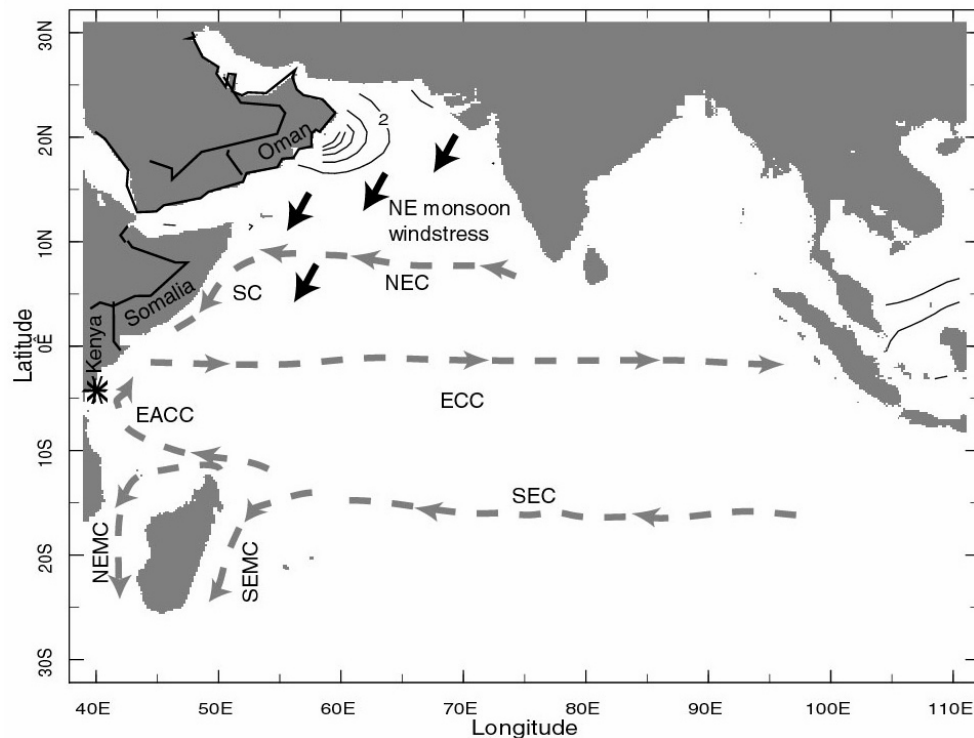 30N
20N
10N
0E
10S
20S
30S
Latitude
Oman
2
NE monsoon
windstress
SC
NEC
Somalia
Kenya
EACC
ECC
SEC
NEMC
SEMC
40E 50E 60E 70E 80E 90E 100E 110E
Longitude